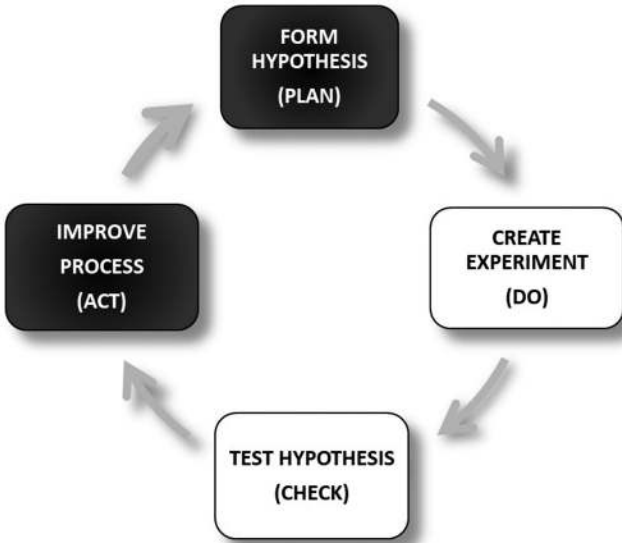 FORM
HYPOTHESIS
(PLAN)
CREATE
EXPERIMENT
(DO)
TEST HYPOTHESIS
(CHECK)
IMPROVE
PROCESS
(ACT)